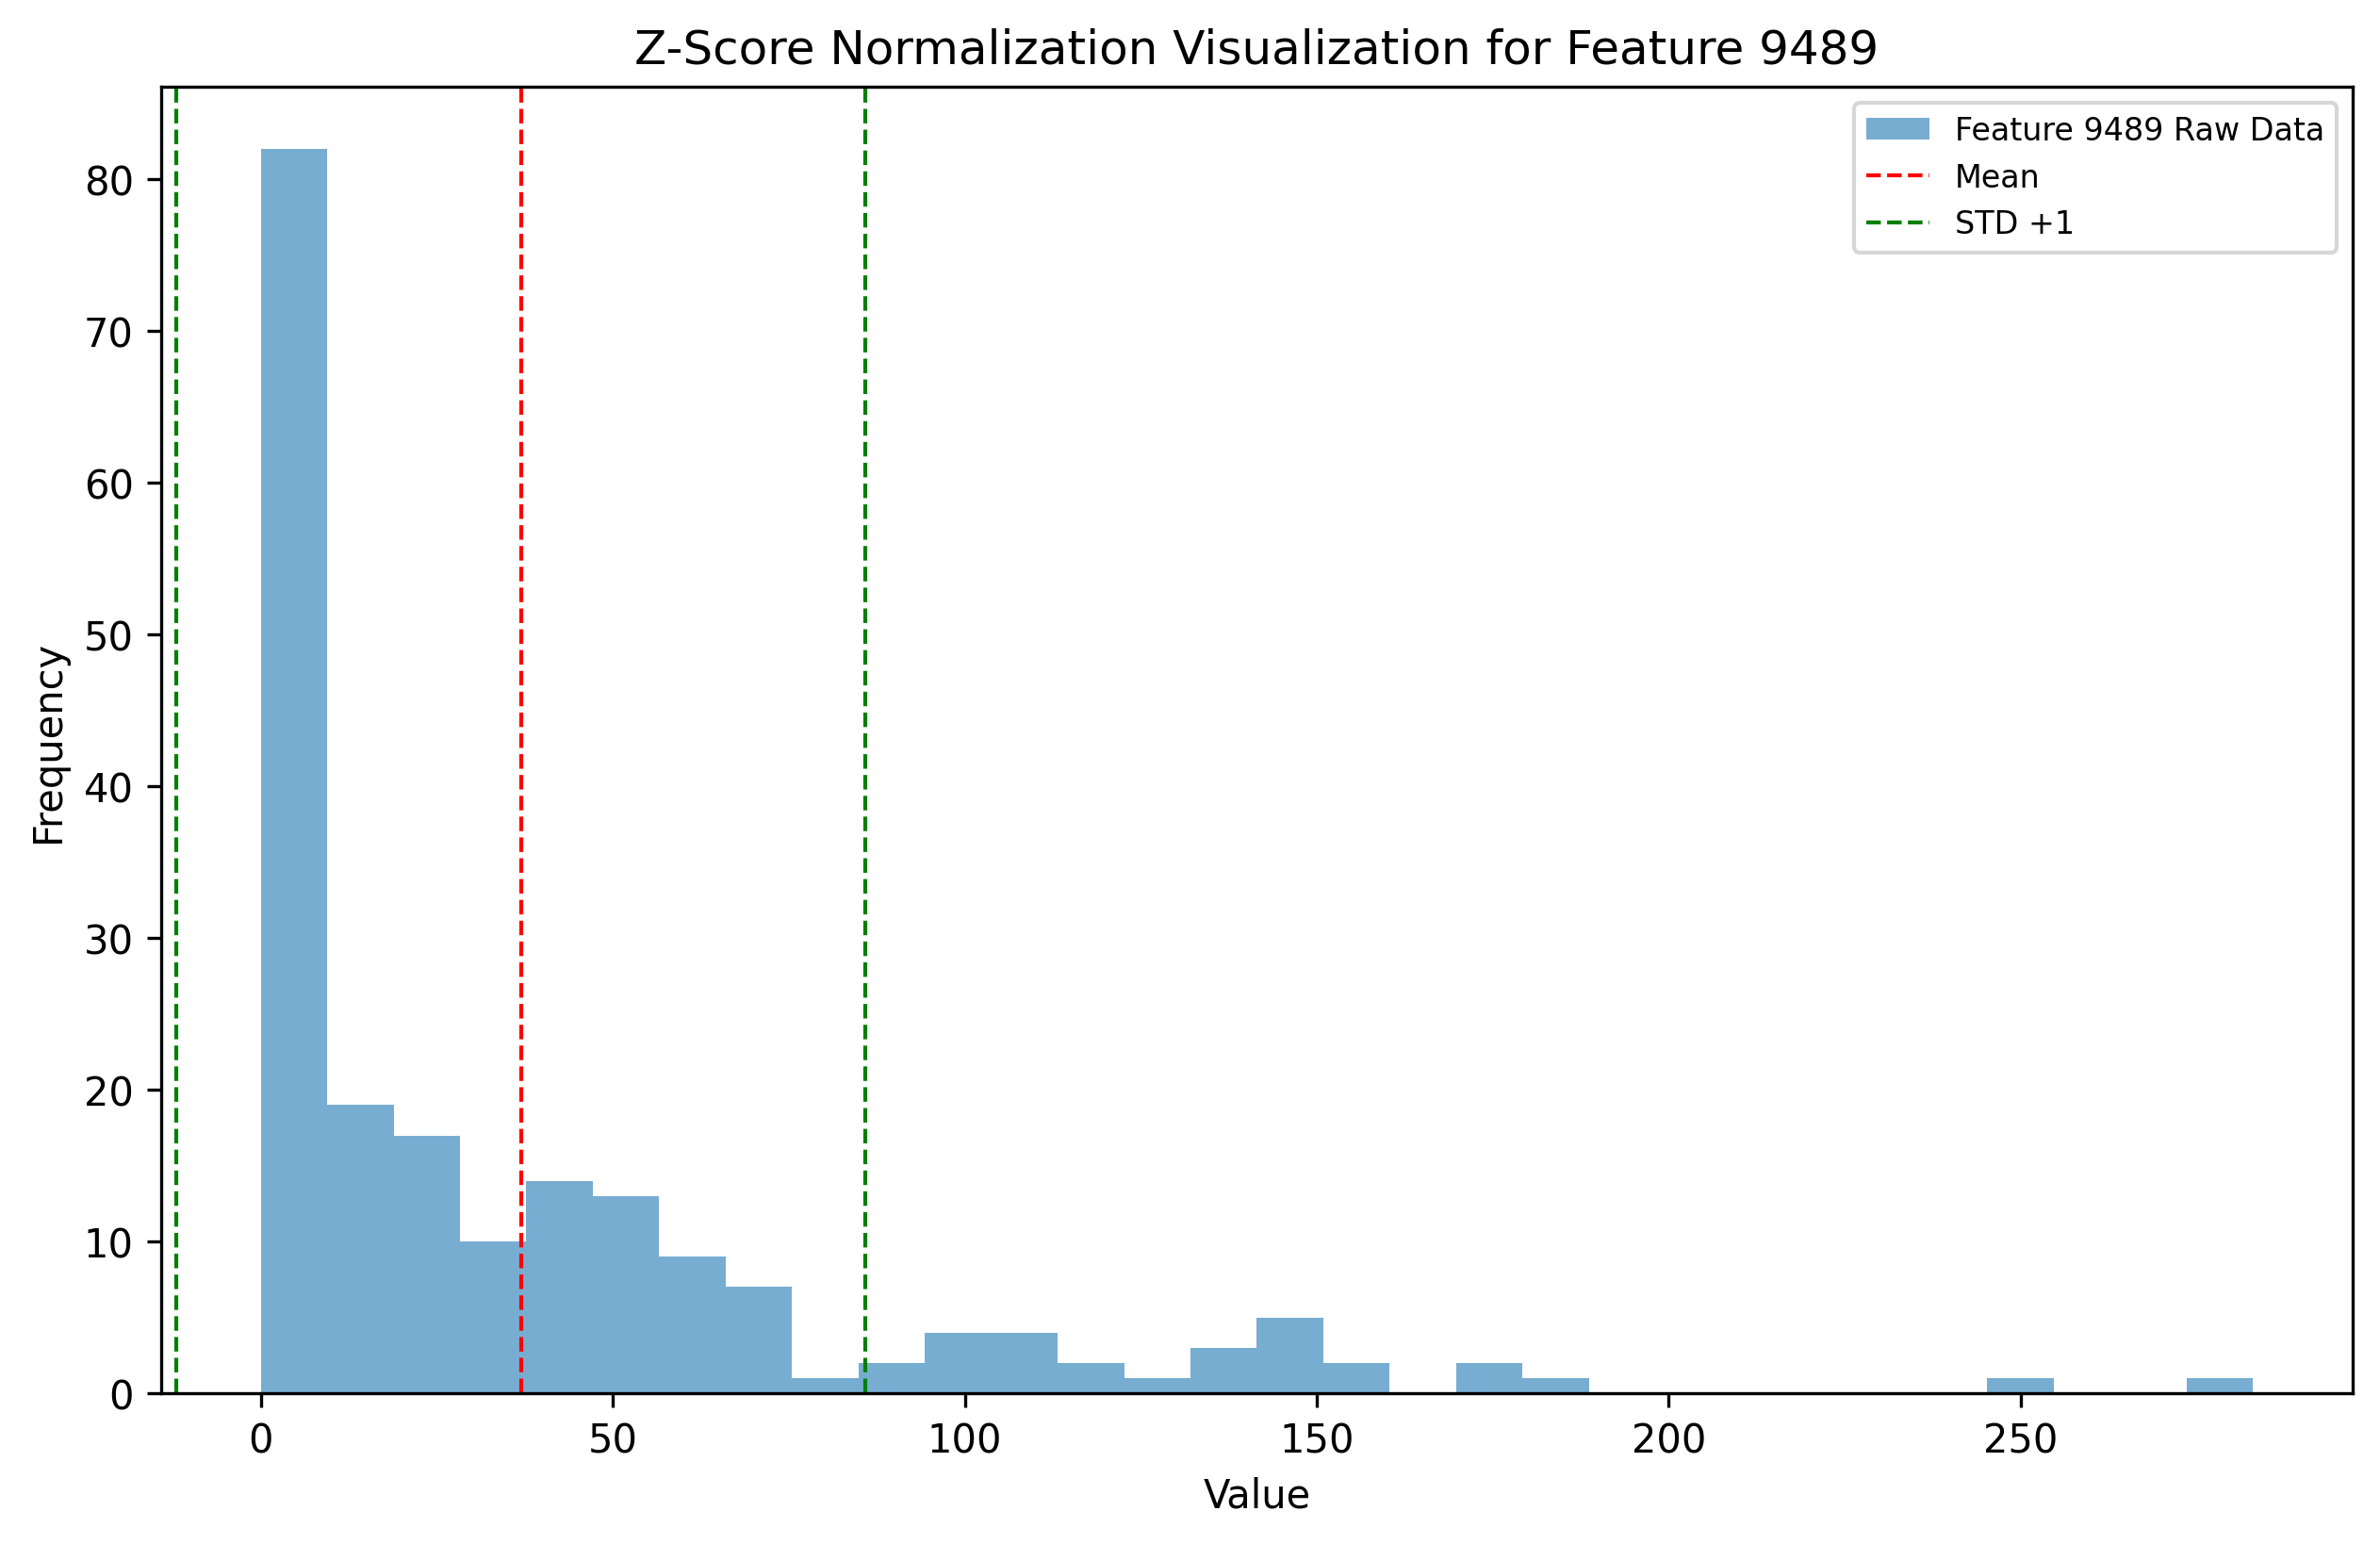 Z-Score Normalization Visualization for Feature 9489
Feature 9489 Raw Data
Mean
STD +1
80
70
60
50
40
30
20
10
0
Frequency
0 50 100 150 200 250
Value